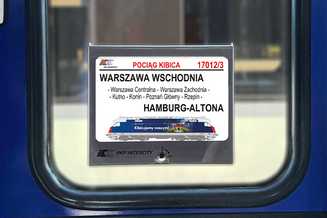 POCIĄG KIBICA 17012/3
WARSZAWA WSCHODNIA
- Warszawa Centralna - Warszawa Zachodnia -
- Kutno - Konin - Poznań Główny - Rzepin -
HAMBURG-ALTONA
Kibicujemy naszym!
PKP INTERCITY